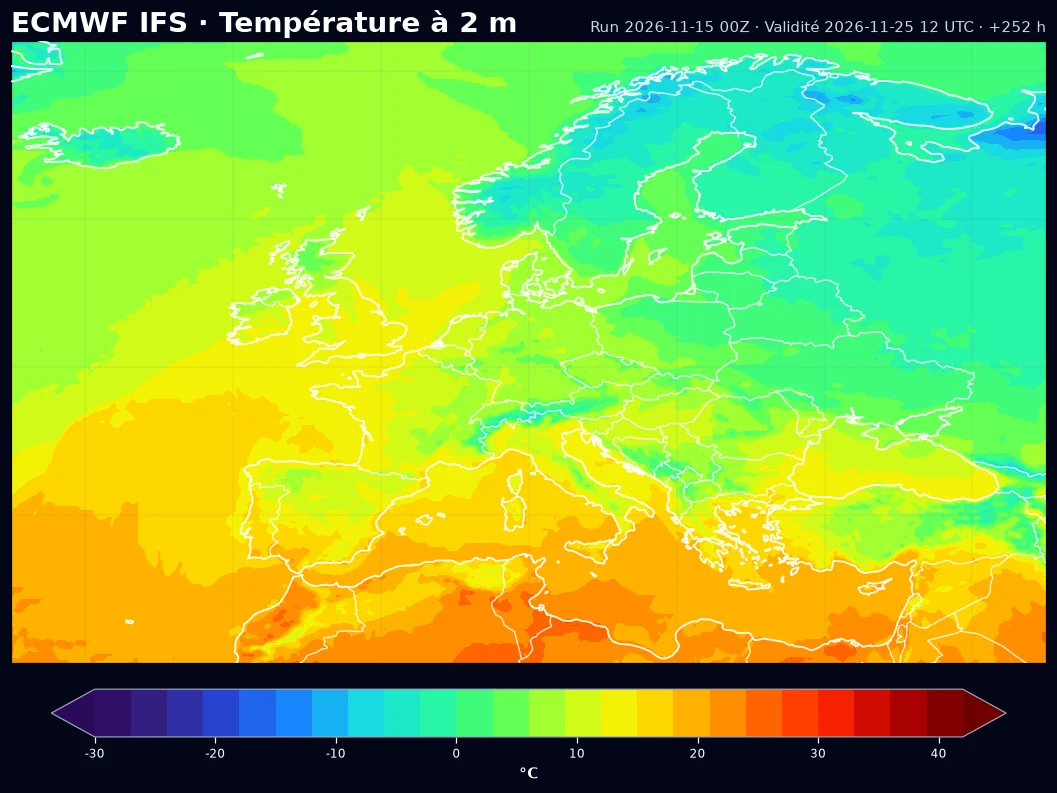 ECMWF IFS · Température à 2 m
Run 2026-11-15 00Z · Validité 2026-11-25 12 UTC · +252 h
-30 -20 -10 0 10 20 30 40
°C